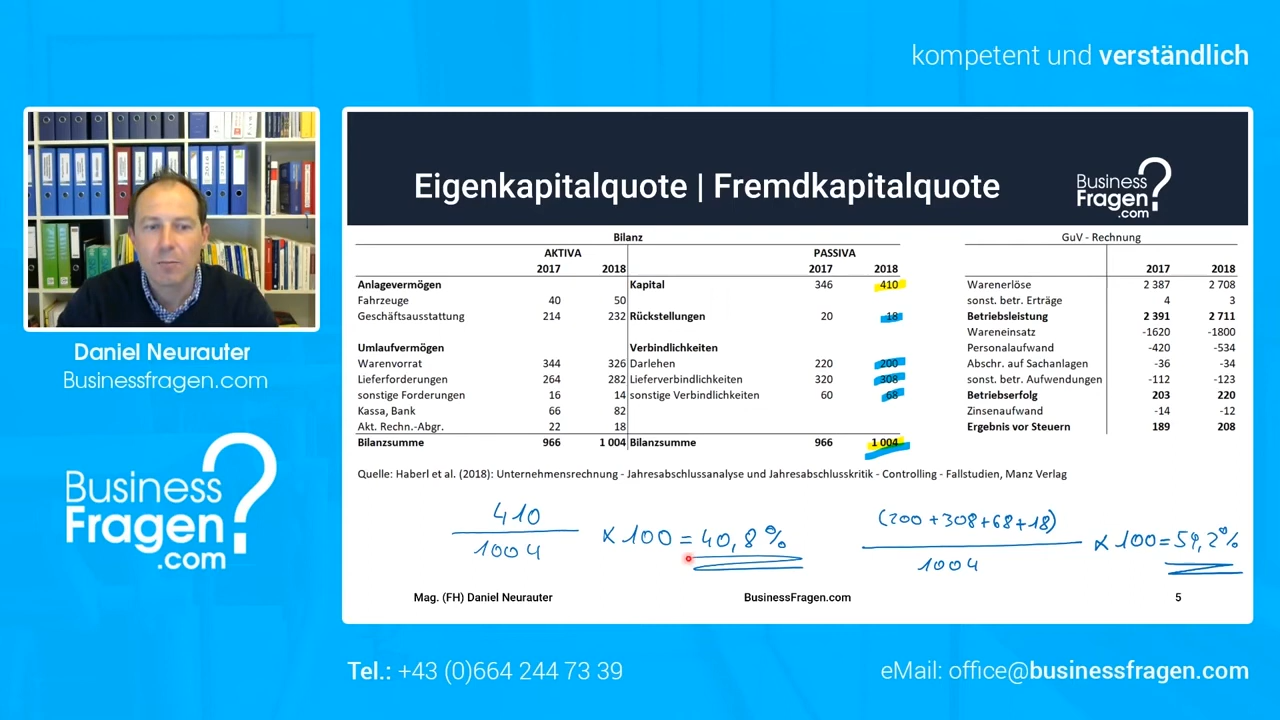 kompetent und verständlich
Eigenkapitalquote | Fremdkapitalquote
Business
Fragen
.com
?
Bilanz
AKTIVA PASSIVA
2017 2018 2017 2018
Anlagevermögen Kapital 346 410
Fahrzeuge 40 50
Geschäftsausstattung 214 232 Rückstellungen 20 18
Umlaufvermögen Verbindlichkeiten
Warenvorrat 344 326 Darlehen 220 200
Lieferforderungen 264 282 Lieferverbindlichkeiten 320 308
sonstige Forderungen 16 14 sonstige Verbindlichkeiten 60 68
Kassa, Bank 66 82
Akt. Rechn.-Abgr. 22 18
Bilanzsumme 966 1 004 Bilanzsumme 966 1 004
GuV - Rechnung
2017 2018
Warenerlöse 2 387 2 708
sonst. betr. Erträge 4 3
Betriebsleistung 2 391 2 711
Wareneinsatz -1620 -1800
Personalaufwand -420 -534
Abschr. auf Sachanlagen -36 -34
sonst. betr. Aufwendungen -112 -123
Betriebserfolg 203 220
Zinsenaufwand -14 -12
Ergebnis vor Steuern 189 208
Quelle: Haberl et al. (2018): Unternehmensrechnung - Jahresabschlussanalyse und Jahresabschlusskritik - Controlling - Fallstudien, Manz Verlag
410
1004
x 100 = 40,8%
(200 + 308 + 68 + 18)
1004
x 100 = 59,2%
Mag. (FH) Daniel Neurauter BusinessFragen.com 5
Daniel Neurauter
Businessfragen.com
Business
Fragen
.com
?
Tel.: +43 (0)664 244 73 39
eMail: office@businessfragen.com